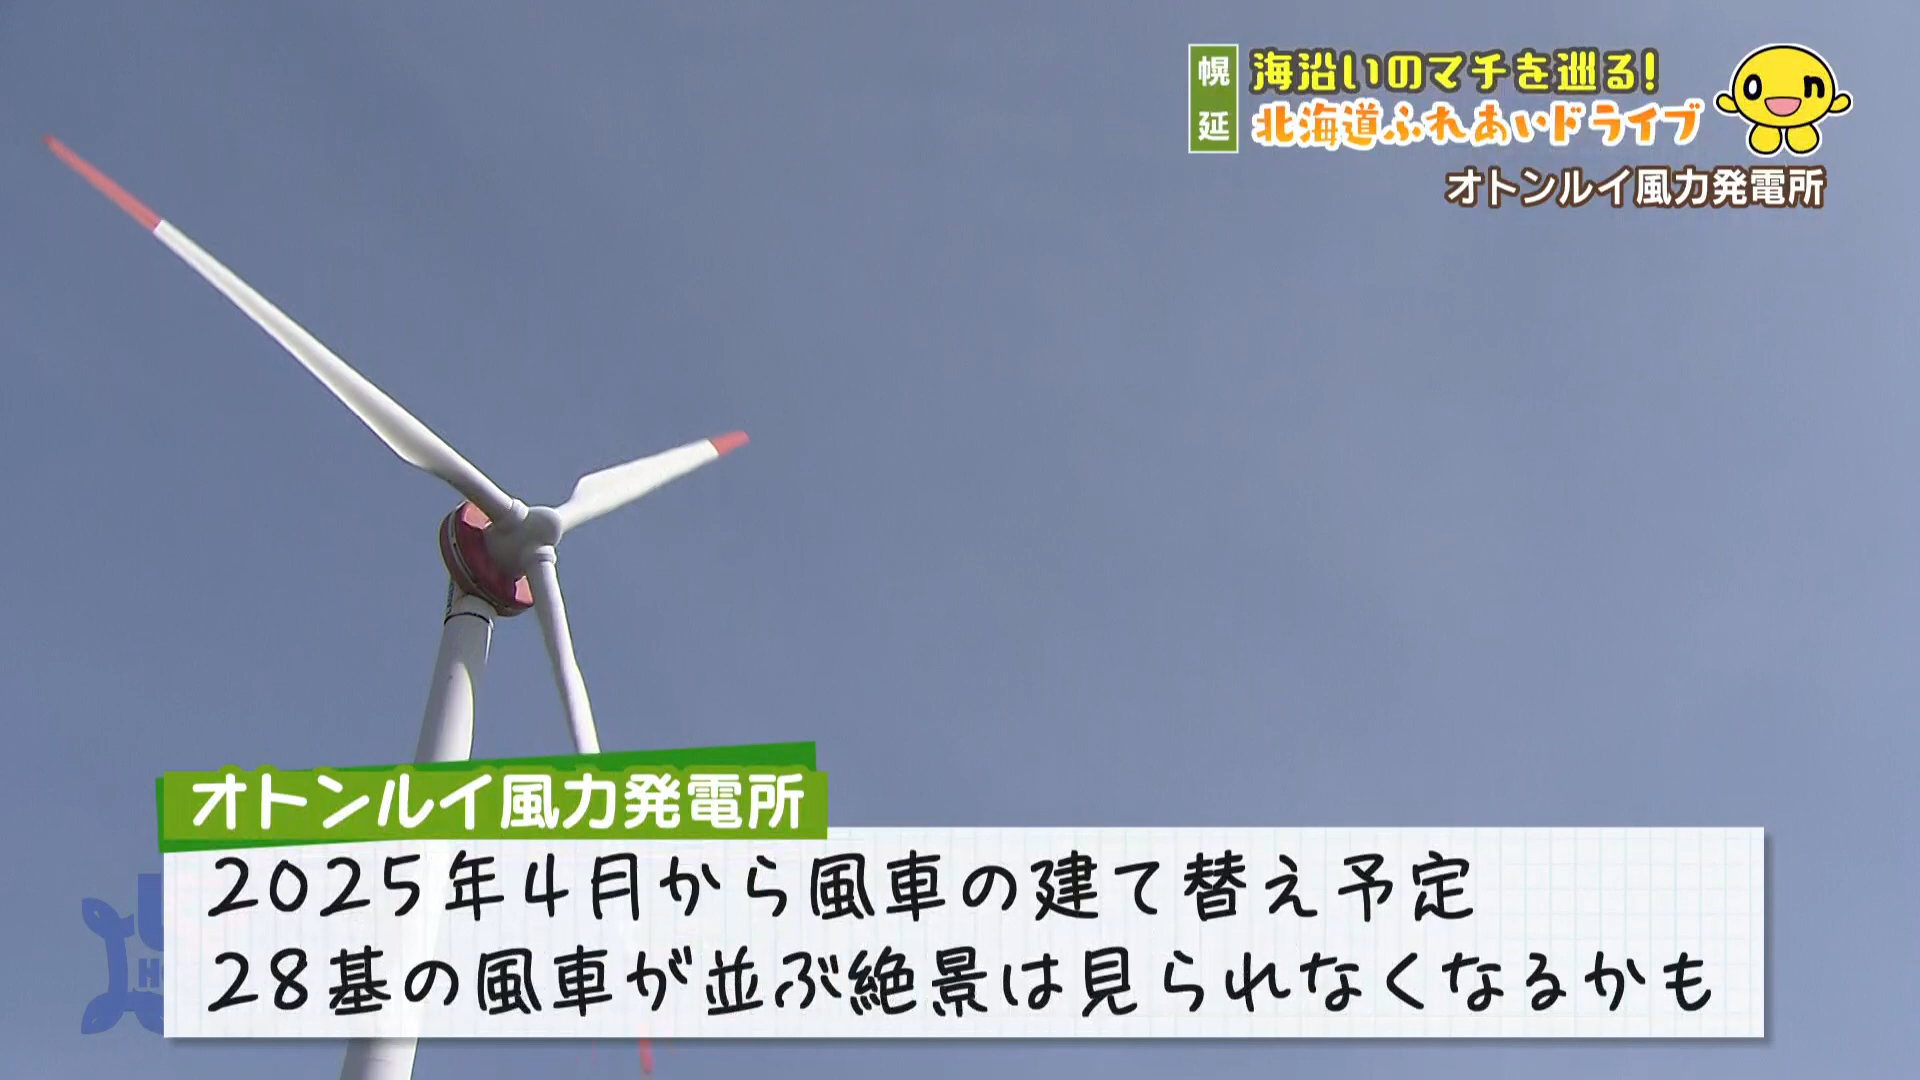 幌延
海沿いのマチを巡る!
北海道ふれあいドライブ
on
オトンルイ風力発電所
オトンルイ風力発電所
2025年4月から風車の建て替え予定
28基の風車が並ぶ絶景は見られなくなるかも